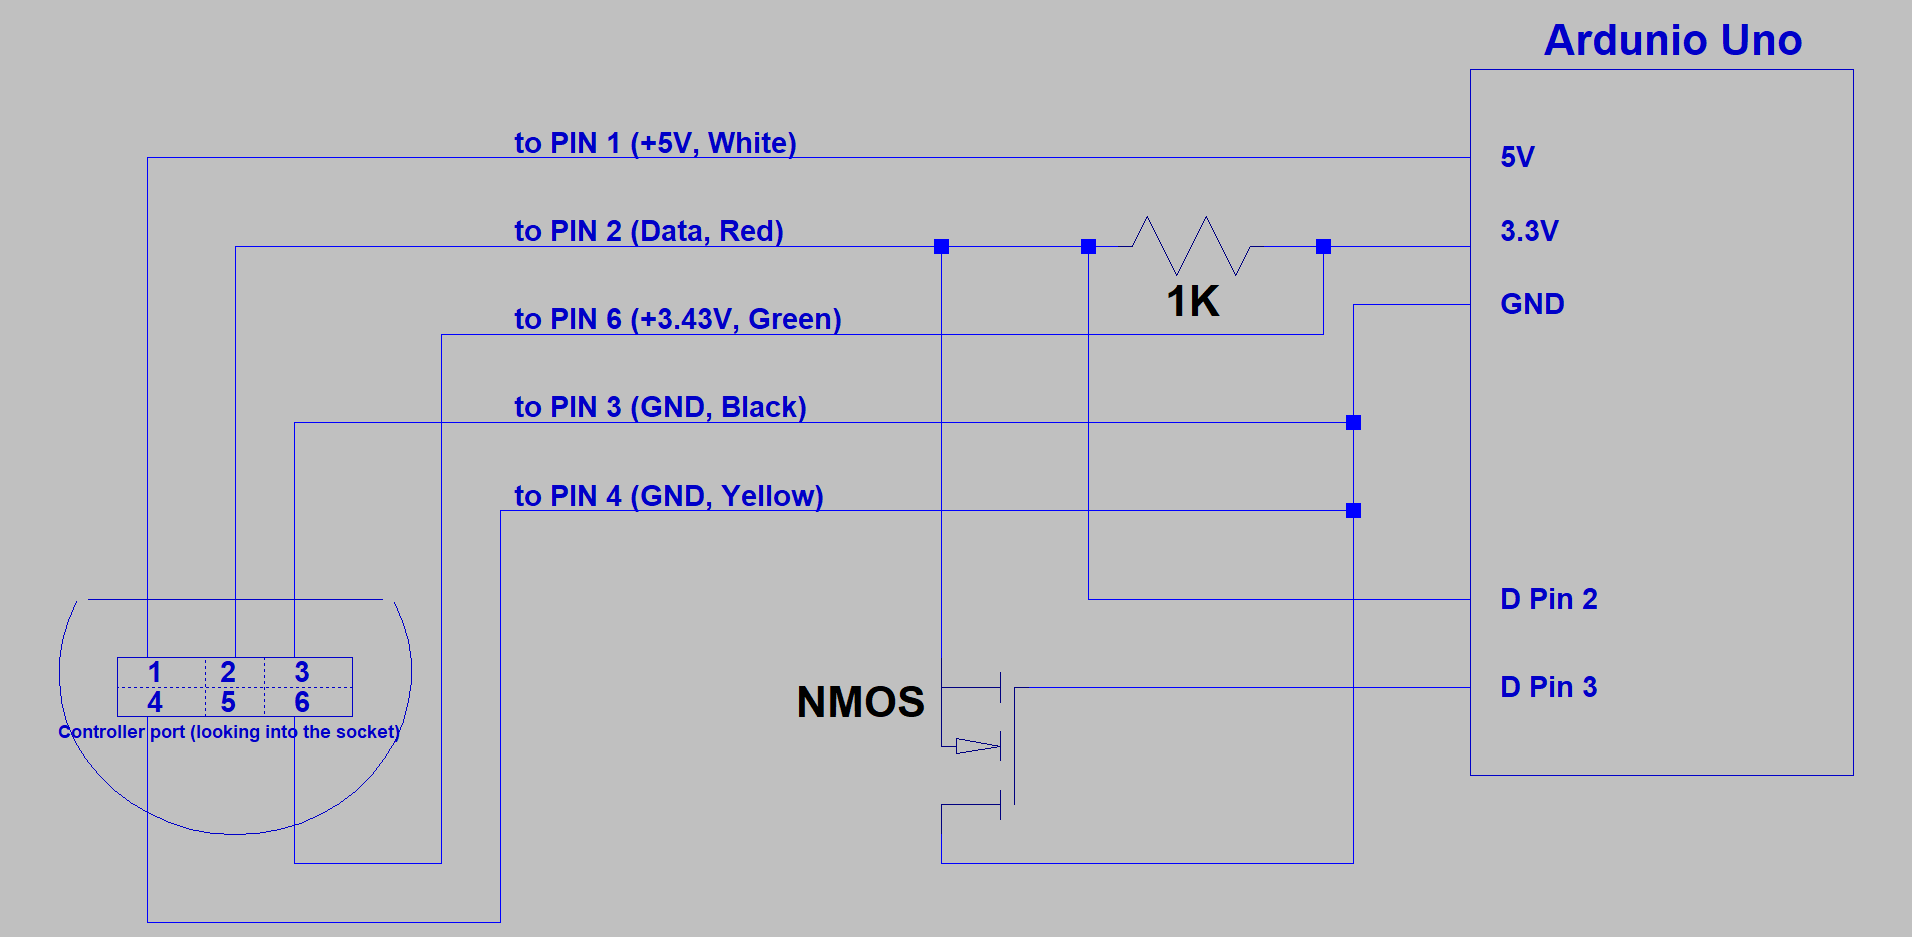 Ardunio Uno
to PIN 1 (+5V, White)
5V
to PIN 2 (Data, Red)
3.3V
1K
GND
to PIN 6 (+3.43V, Green)
to PIN 3 (GND, Black)
to PIN 4 (GND, Yellow)
D Pin 2
1 2 3
4 5 6
Controller port (looking into the socket)
NMOS
D Pin 3